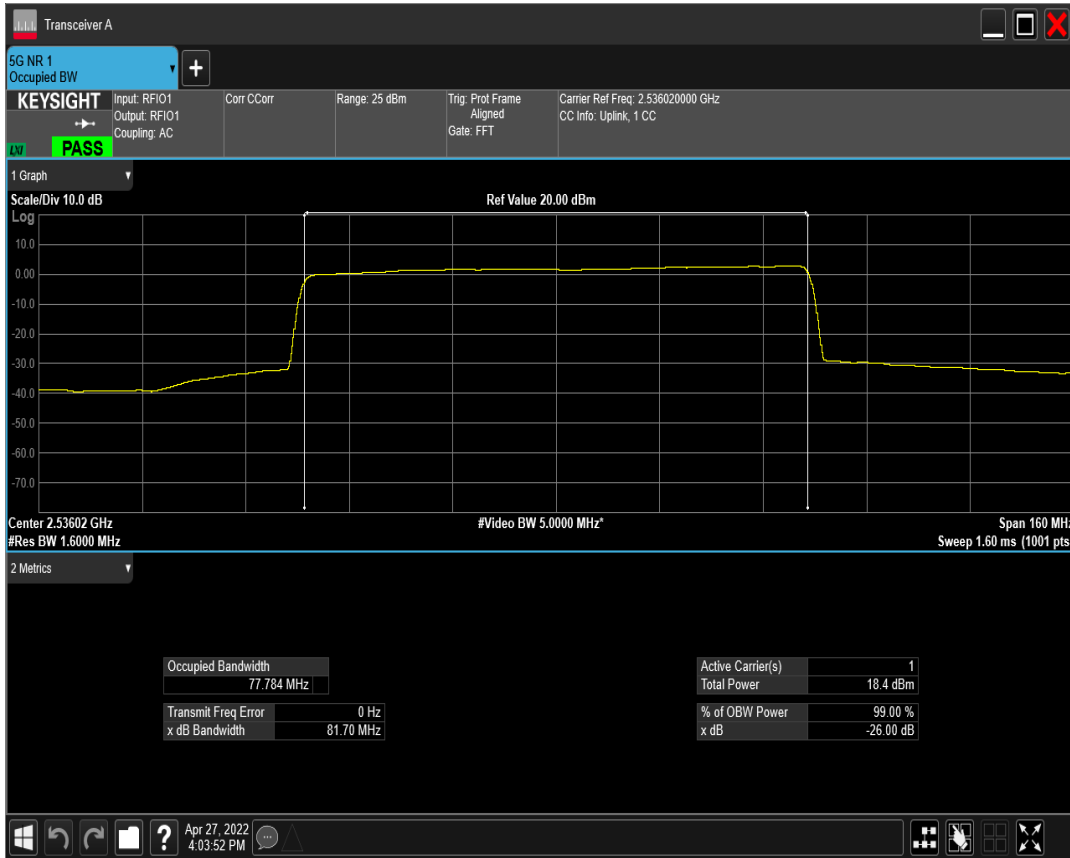 Transceiver A
5G NR 1
Occupied BW
+
KEYSIGHT
LXI
PASS
Input: RFIO1
Output: RFIO1
Coupling: AC
Corr CCorr
Range: 25 dBm
Trig: Prot Frame
Aligned
Gate: FFT
Carrier Ref Freq: 2.536020000 GHz
CC Info: Uplink, 1 CC
1 Graph
Scale/Div 10.0 dB
Ref Value 20.00 dBm
Log
10.0
0.00
-10.0
-20.0
-30.0
-40.0
-50.0
-60.0
-70.0
Center 2.53602 GHz
#Video BW 5.0000 MHz*
Span 160 MHz
#Res BW 1.6000 MHz
Sweep 1.60 ms (1001 pts
2 Metrics
Occupied Bandwidth
77.784 MHz
Transmit Freq Error 0 Hz
x dB Bandwidth 81.70 MHz
Active Carrier(s) 1
Total Power 18.4 dBm
% of OBW Power 99.00 %
x dB -26.00 dB
?
Apr 27, 2022
4:03:52 PM